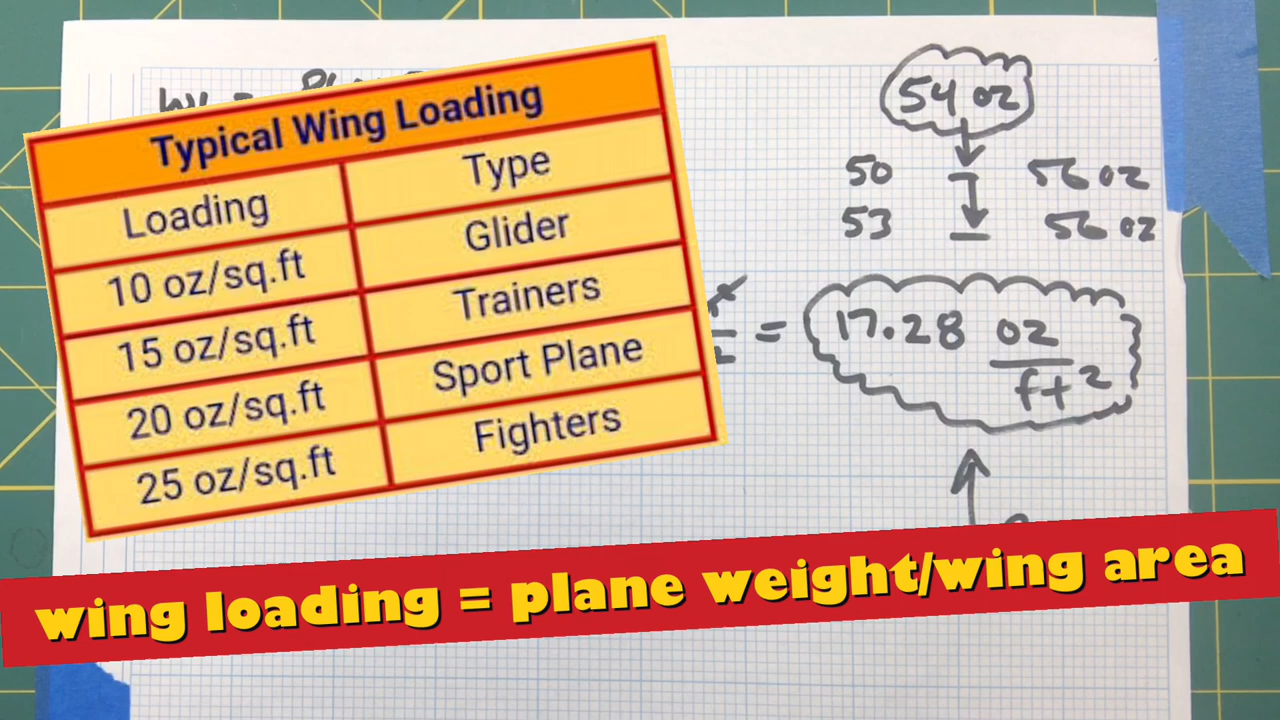 Typical Wing Loading
Loading Type
10 oz/sq.ft Glider
15 oz/sq.ft Trainers
20 oz/sq.ft Sport Plane
25 oz/sq.ft Fighters
54 oz
50 56 oz
53 56 oz
= 17.28 oz
ft²
wing loading = plane weight/wing area